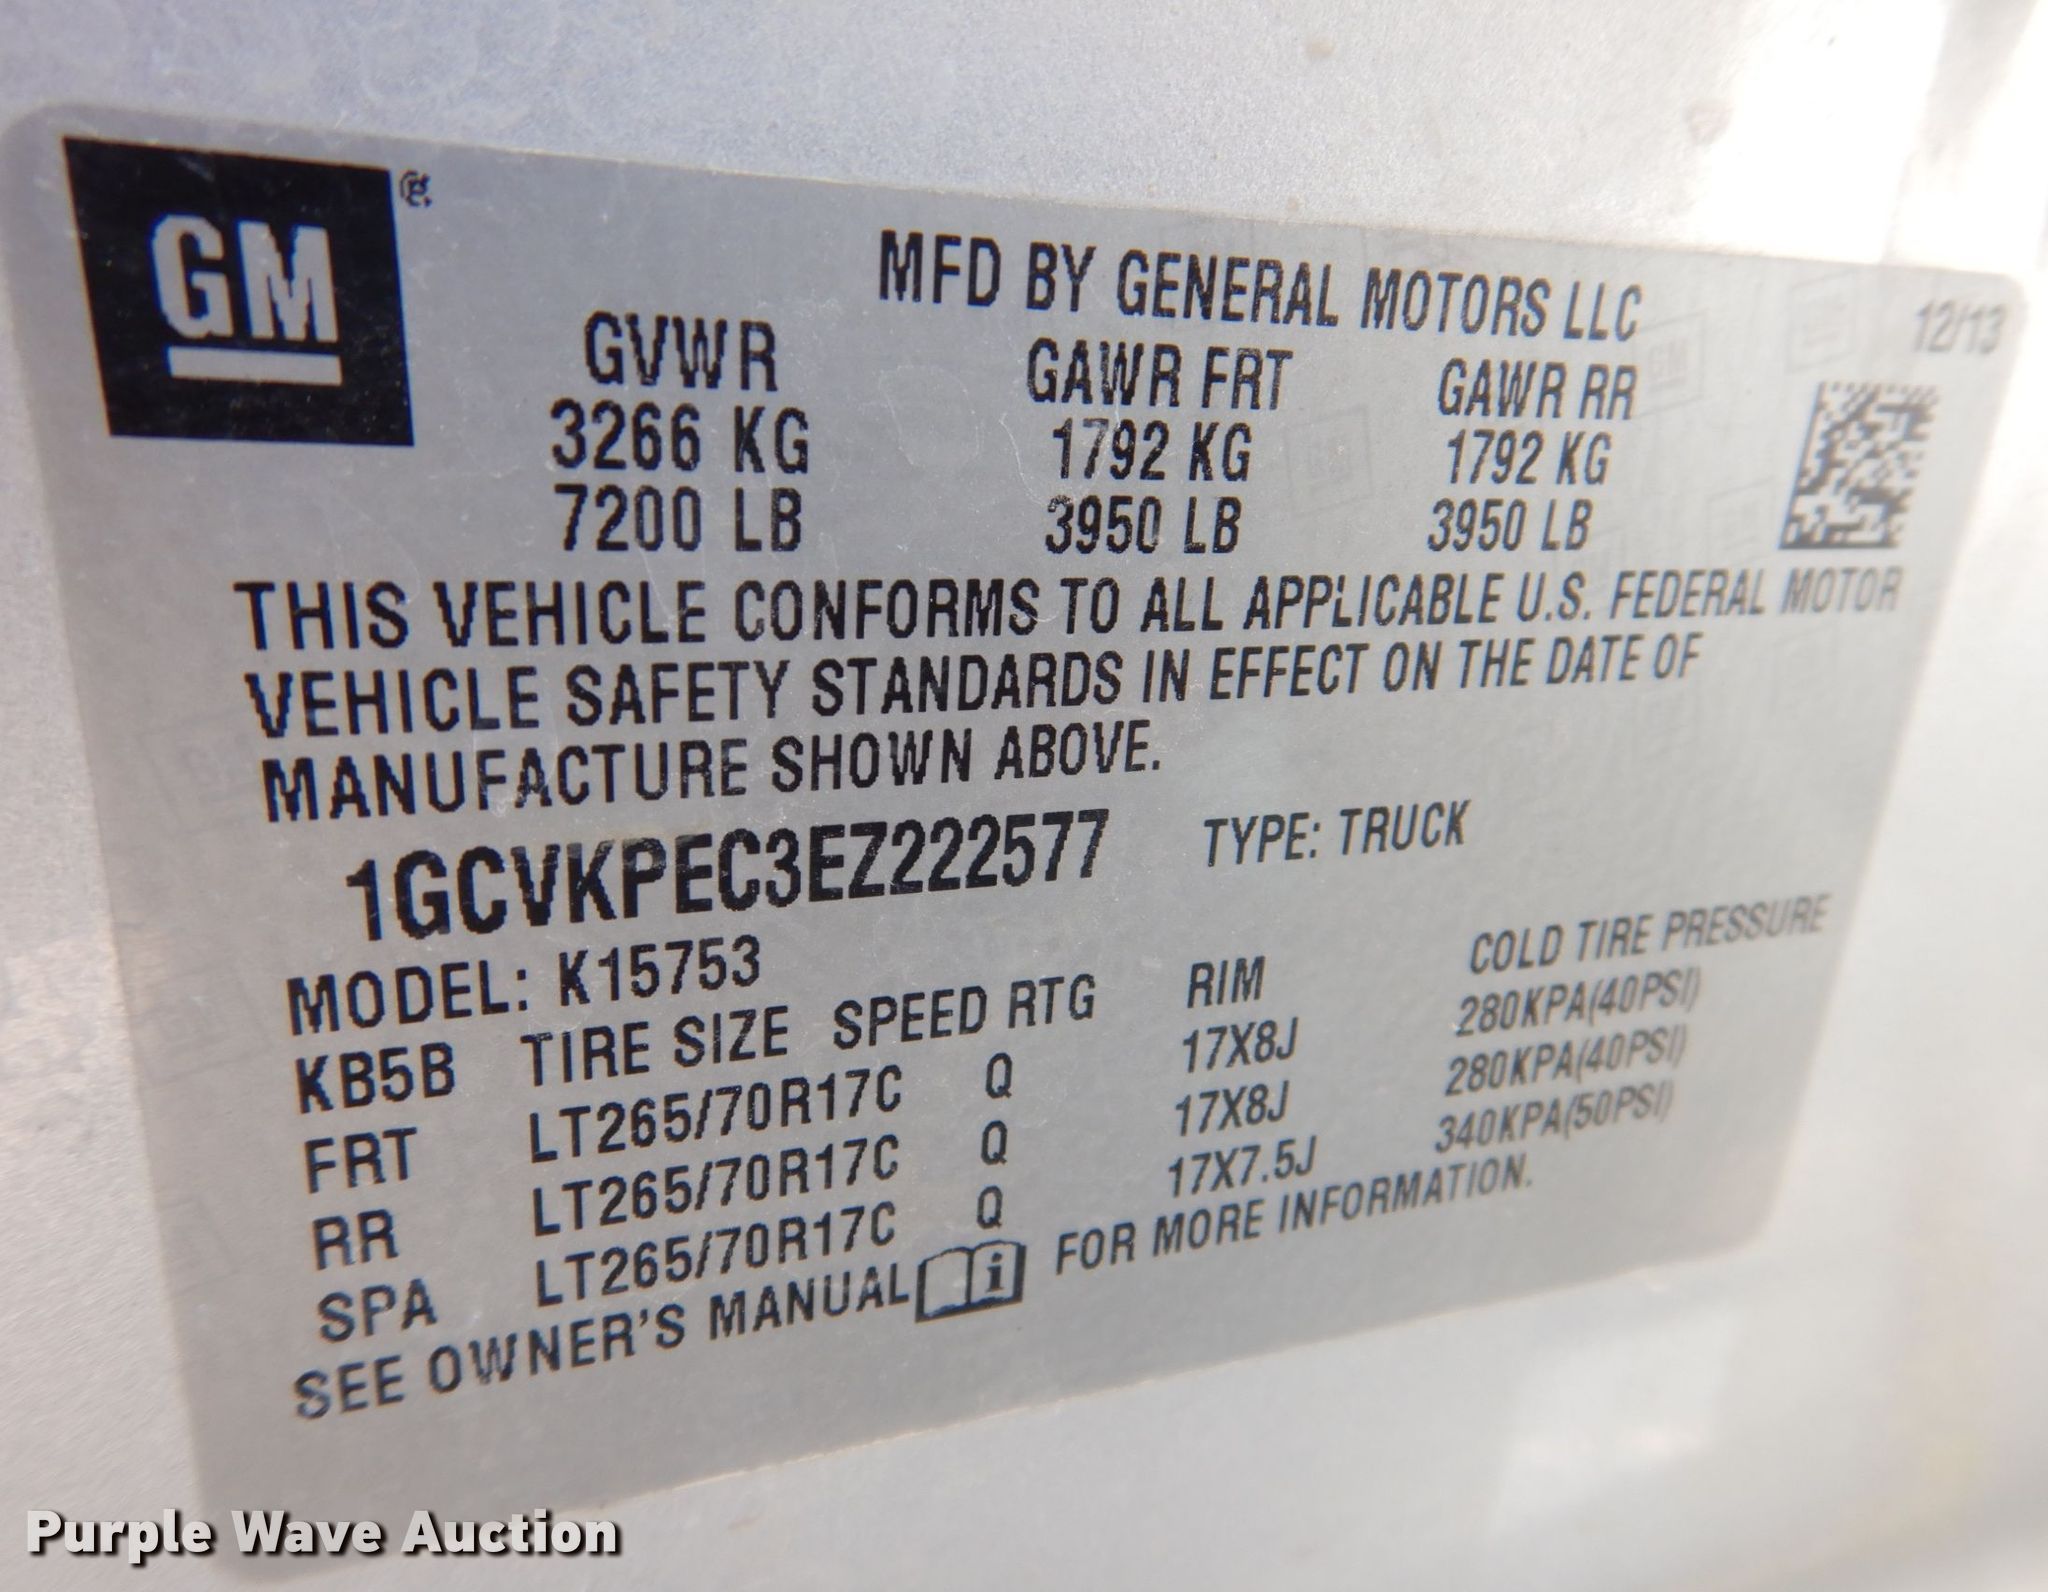 GM
MFD BY GENERAL MOTORS LLC
12/13
GVWR GAWR FRT GAWR RR
3266 KG 1792 KG 1792 KG
7200 LB 3950 LB 3950 LB
THIS VEHICLE CONFORMS TO ALL APPLICABLE U.S. FEDERAL MOTOR
VEHICLE SAFETY STANDARDS IN EFFECT ON THE DATE OF
MANUFACTURE SHOWN ABOVE.
1GCVKPEC3EZ222577 TYPE: TRUCK
MODEL: K15753
KB5B TIRE SIZE SPEED RTG RIM COLD TIRE PRESSURE
FRT LT265/70R17C Q 17X8J 280KPA(40PSI)
RR LT265/70R17C Q 17X8J 280KPA(40PSI)
SPA LT265/70R17C Q 17X7.5J 340KPA(50PSI)
SEE OWNER'S MANUAL FOR MORE INFORMATION.
Purple Wave Auction